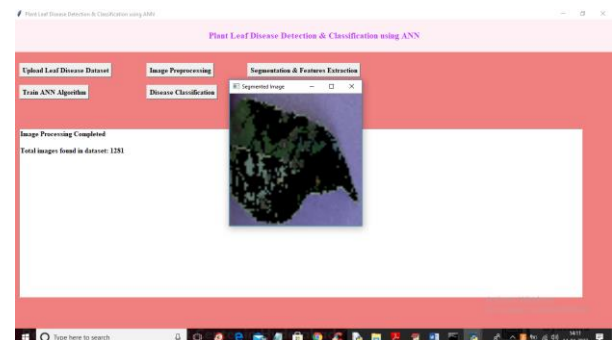 Plant Leaf Disease Detection & Classification using ANN
Plant Leaf Disease Detection & Classification using ANN
Upload Leaf Disease Dataset
Image Preprocessing
Segmentation & Features Extraction
Train ANN Algorithm
Disease Classification
Segmented Image
Image Processing Completed
Total images found in dataset: 1281
Type here to search
14:11